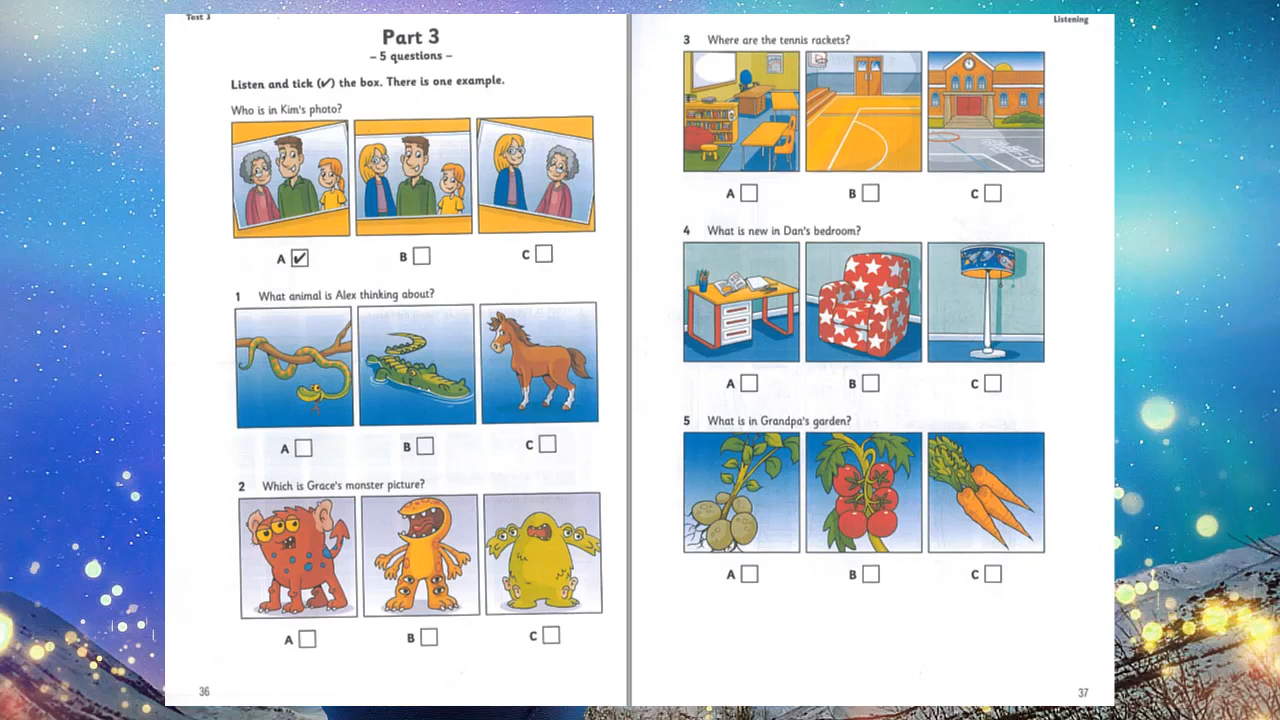 Test 3
Part 3
– 5 questions –
Listen and tick (✔) the box. There is one example.
Who is in Kim's photo?
A ✔
B
C
1 What animal is Alex thinking about?
A
B
C
2 Which is Grace's monster picture?
A
B
C
36
Listening
3 Where are the tennis rackets?
A
B
C
4 What is new in Dan's bedroom?
A
B
C
5 What is in Grandpa's garden?
A
B
C
37